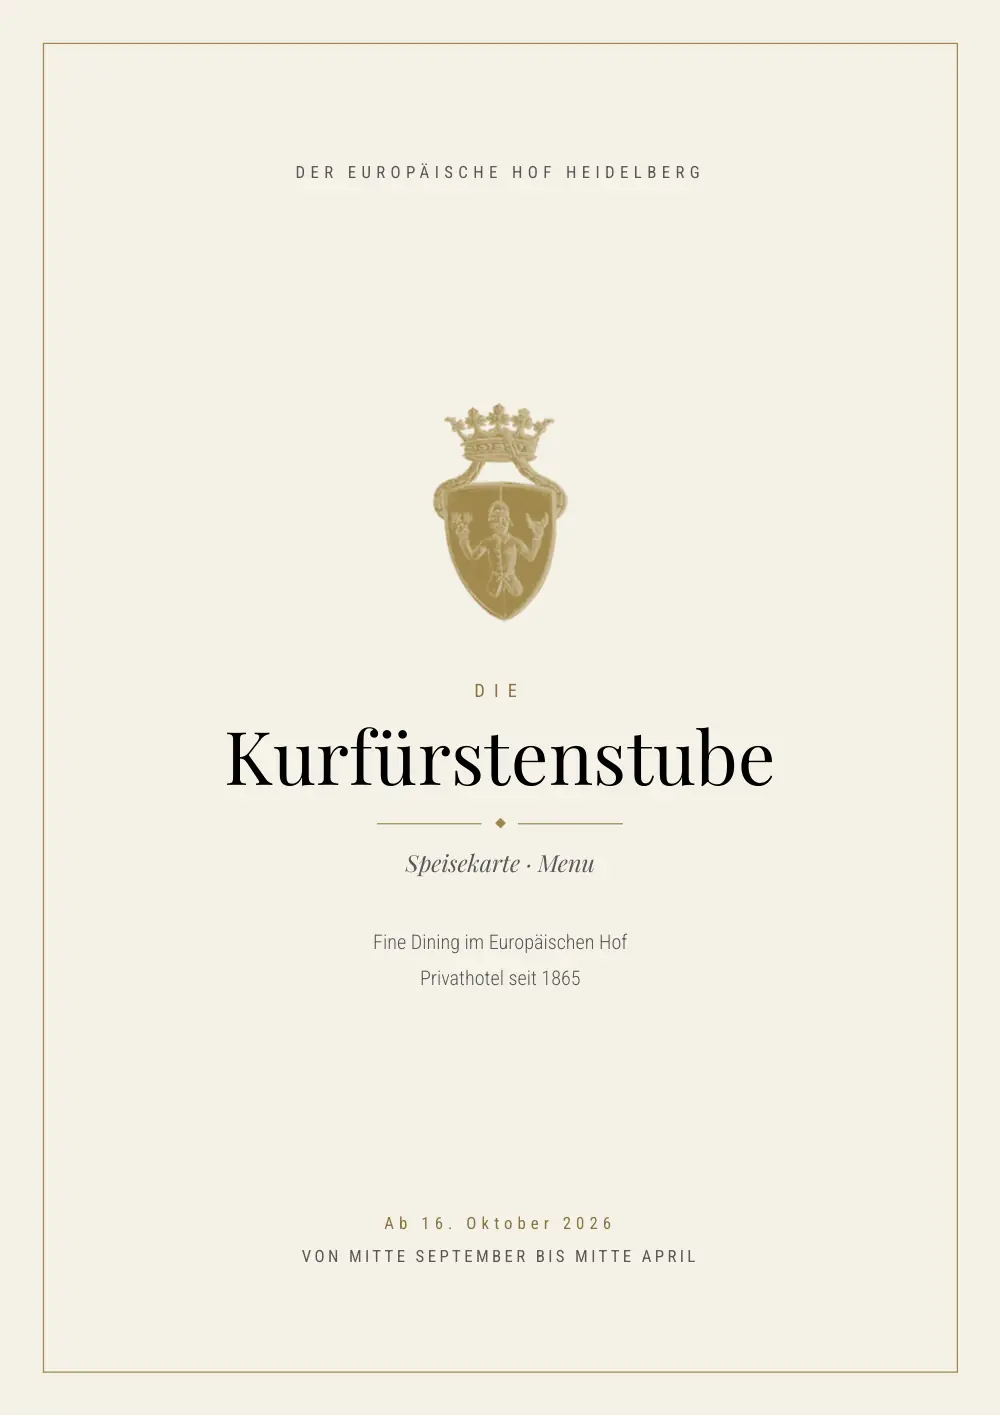 DER EUROPÄISCHE HOF HEIDELBERG
DIE
Kurfürstenstube
Speisekarte · Menu
Fine Dining im Europäischen Hof
Privathotel seit 1865
Ab 16. Oktober 2026
VON MITTE SEPTEMBER BIS MITTE APRIL